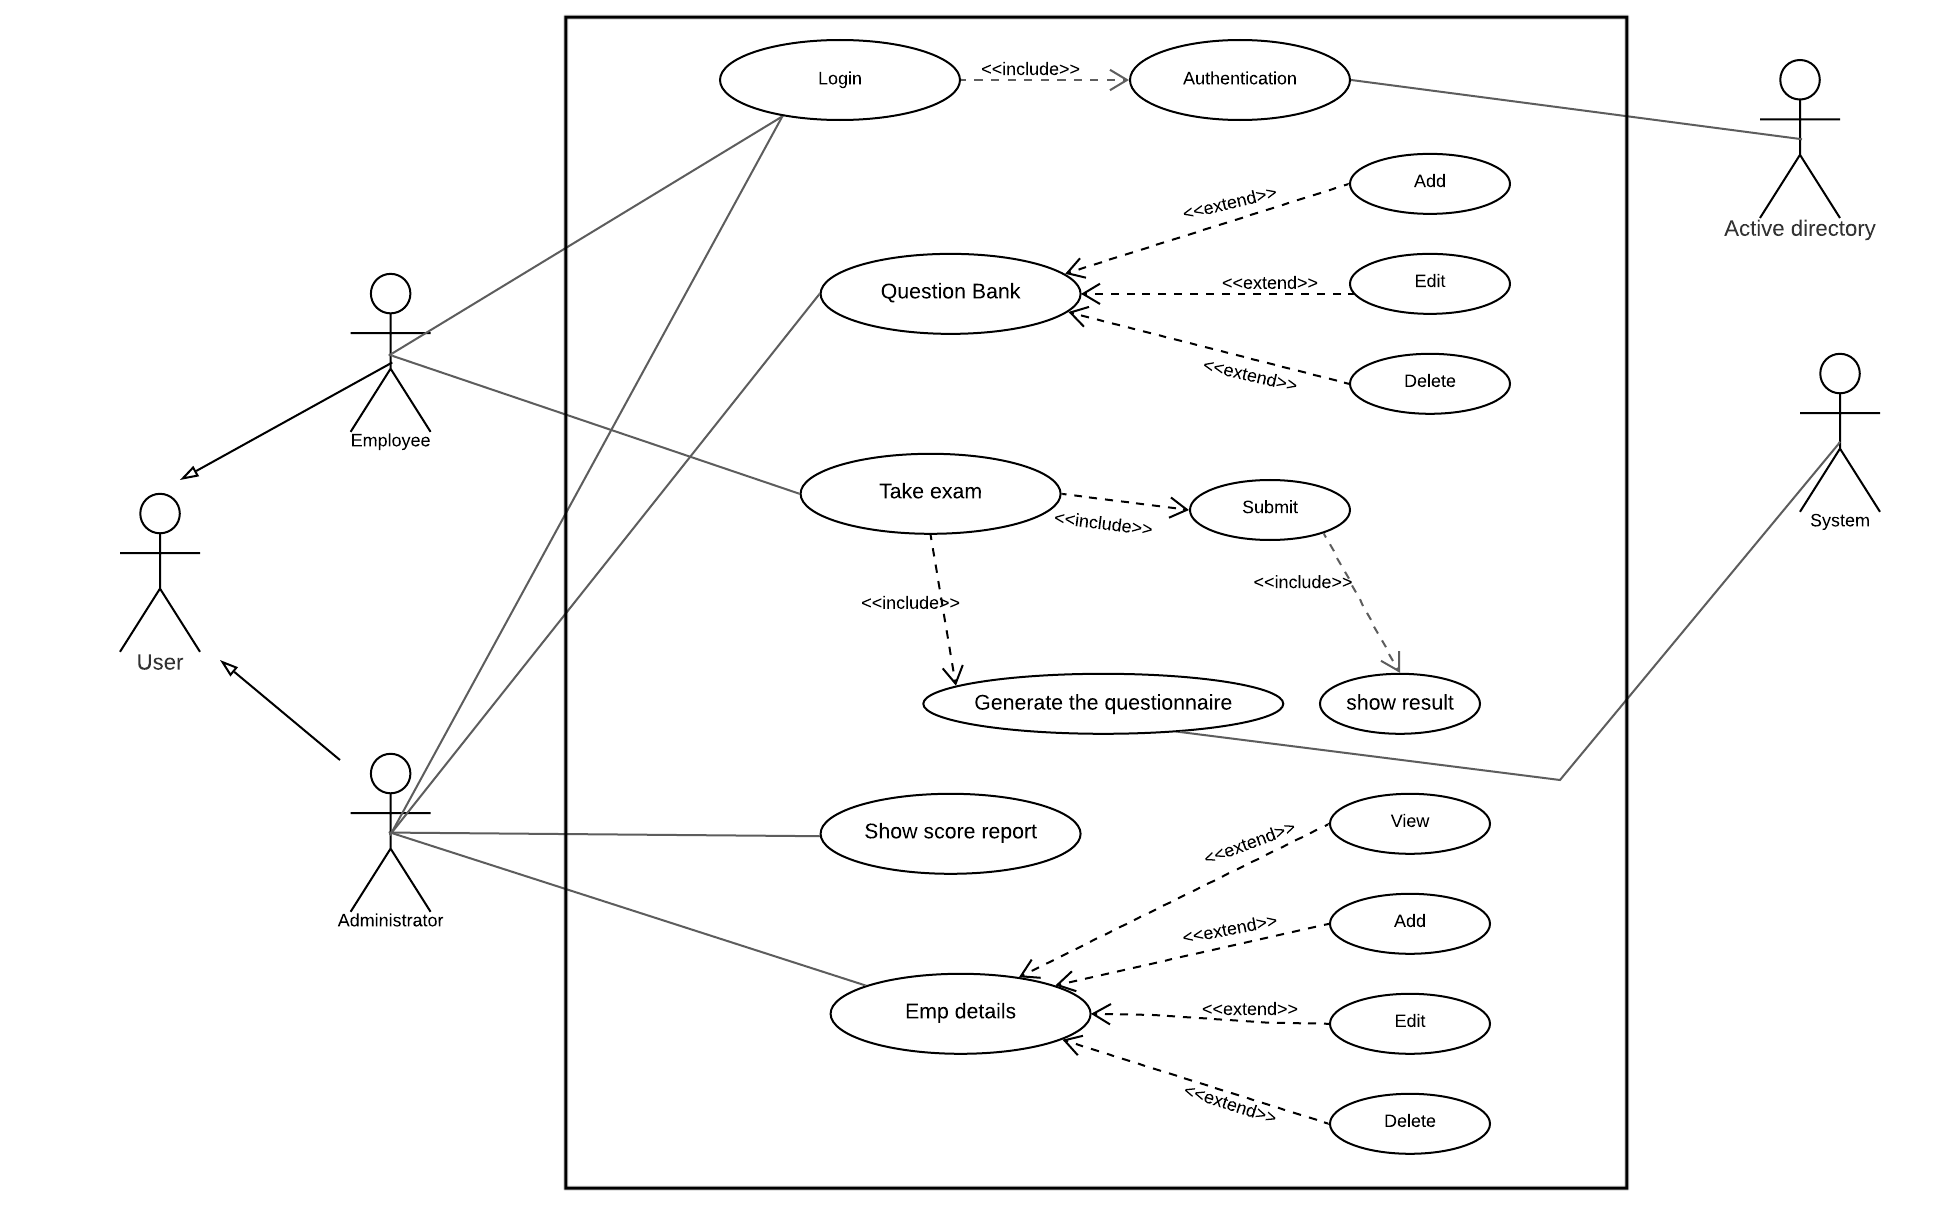 Login
<<include>>
Authentication
Active directory
Add
<<extend>>
Question Bank
<<extend>>
Edit
<<extend>>
Delete
Employee
Take exam
<<include>>
Submit
System
<<include>>
<<include>>
User
Generate the questionnaire
show result
Show score report
<<extend>>
View
Administrator
<<extend>>
Add
Emp details
<<extend>>
Edit
<<extend>>
Delete